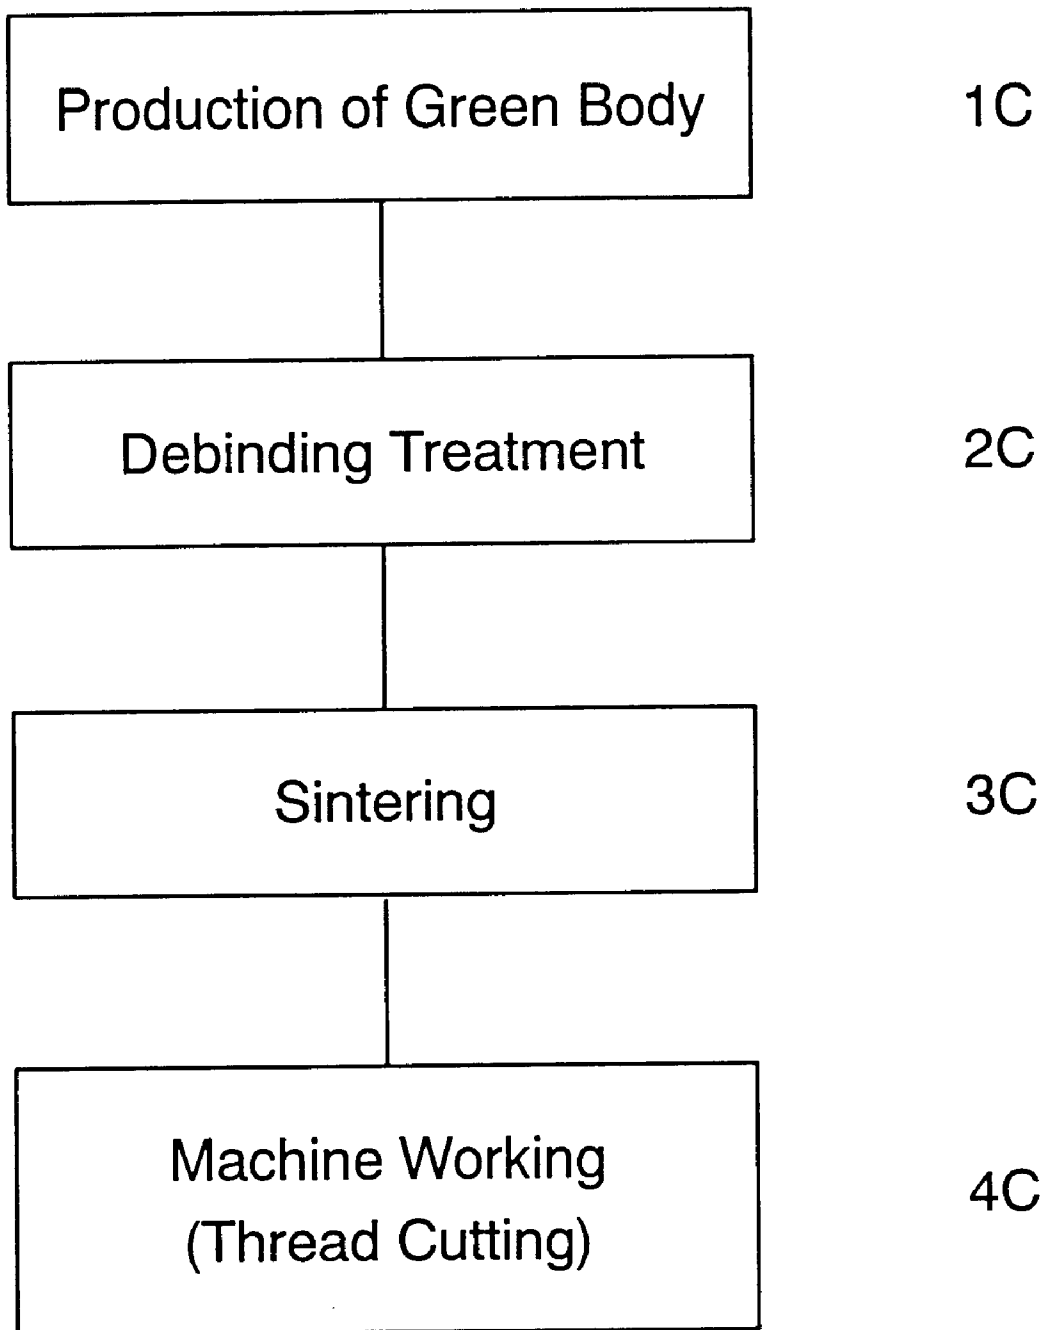 Production of Green Body 1C
Debinding Treatment 2C
Sintering 3C
Machine Working
(Thread Cutting) 4C